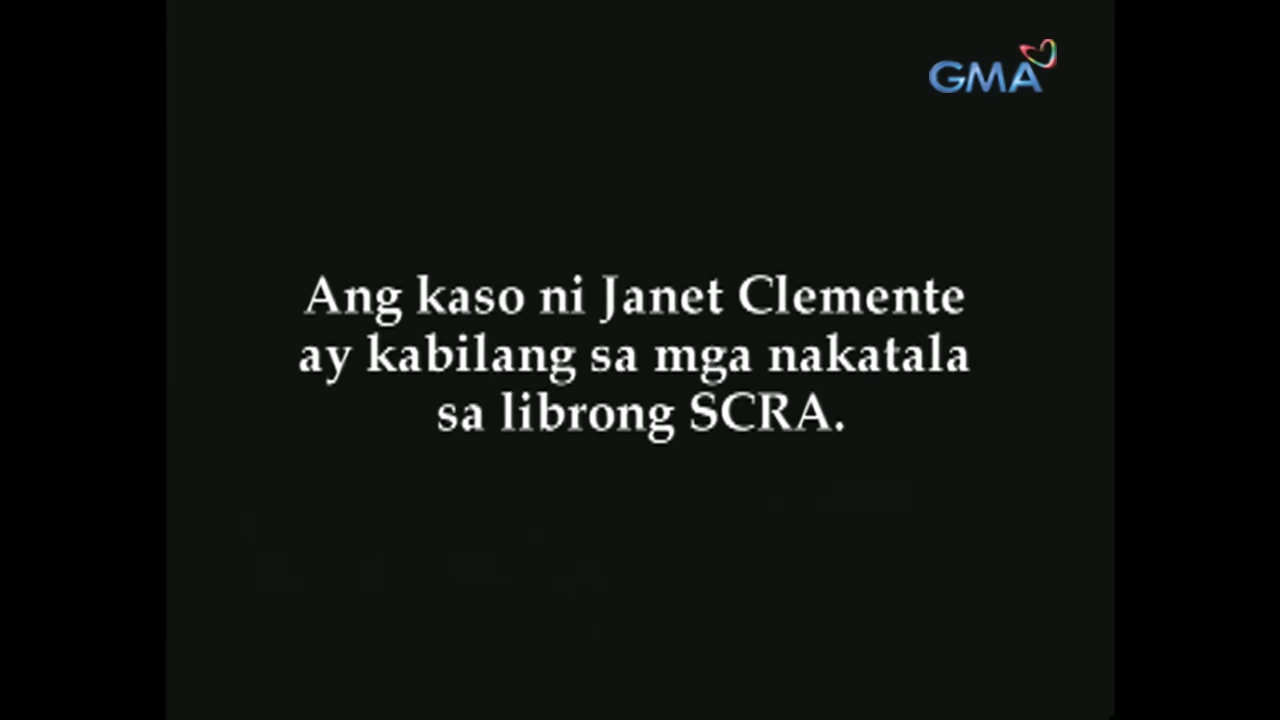 GMA
Ang kaso ni Janet Clemente
ay kabilang sa mga nakatala
sa librong SCRA.